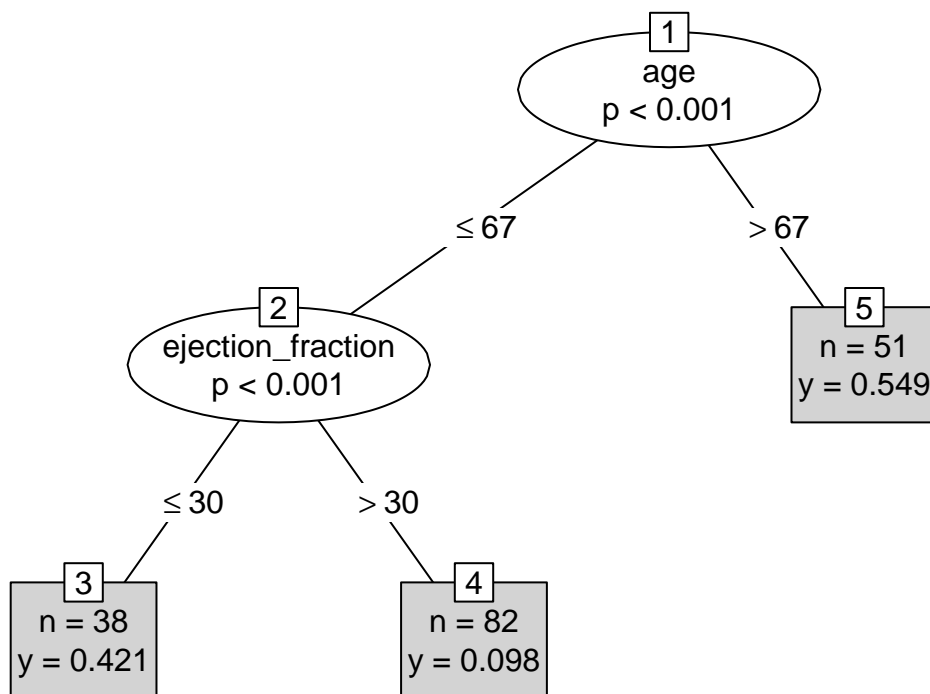 1
age
p < 0.001
≤ 67
> 67
2
ejection_fraction
p < 0.001
5
n = 51
y = 0.549
≤ 30
> 30
3
n = 38
y = 0.421
4
n = 82
y = 0.098